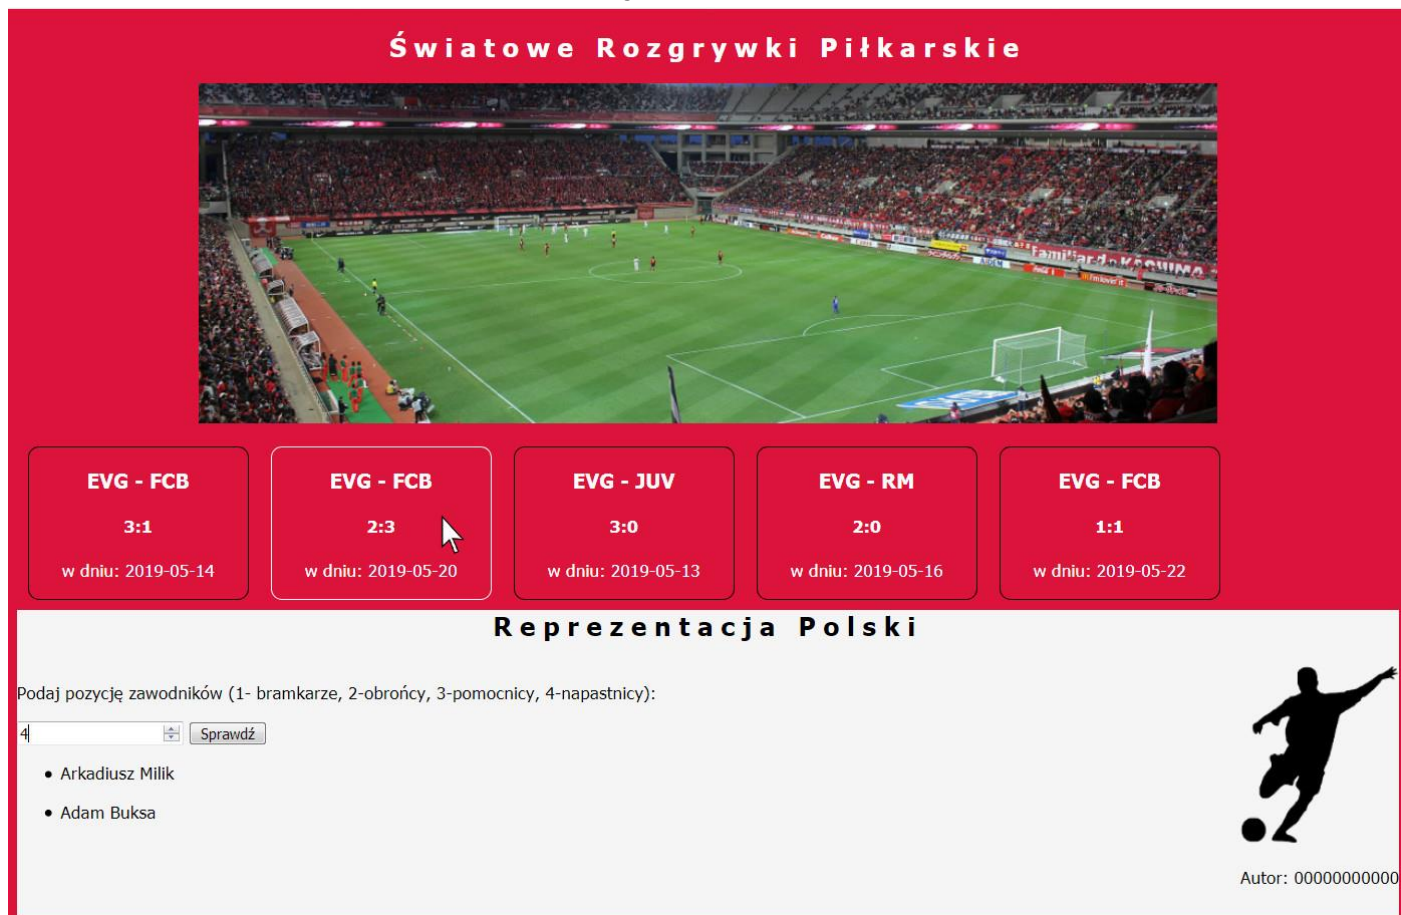 Światowe Rozgrywki Piłkarskie
Familiar d. KASHIMA
EVG - FCB
3:1
w dniu: 2019-05-14
EVG - FCB
2:3
w dniu: 2019-05-20
EVG - JUV
3:0
w dniu: 2019-05-13
EVG - RM
2:0
w dniu: 2019-05-16
EVG - FCB
1:1
w dniu: 2019-05-22
Reprezentacja Polski
Podaj pozycję zawodników (1- bramkarze, 2-obrońcy, 3-pomocnicy, 4-napastnicy):
4 Sprawdź
Arkadiusz Milik
Adam Buksa
Autor: 00000000000